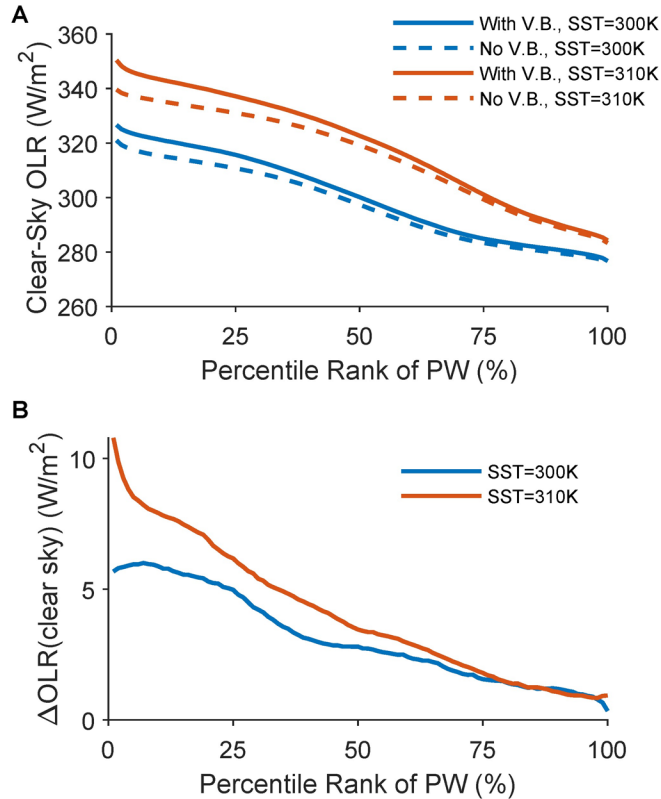 A
With V.B., SST=300K
No V.B., SST=300K
With V.B., SST=310K
No V.B., SST=310K
Clear-Sky OLR (W/m²)
360
340
320
300
280
260
0 25 50 75 100
Percentile Rank of PW (%)
B
SST=300K
SST=310K
ΔOLR(clear sky) (W/m²)
10
5
0
0 25 50 75 100
Percentile Rank of PW (%)